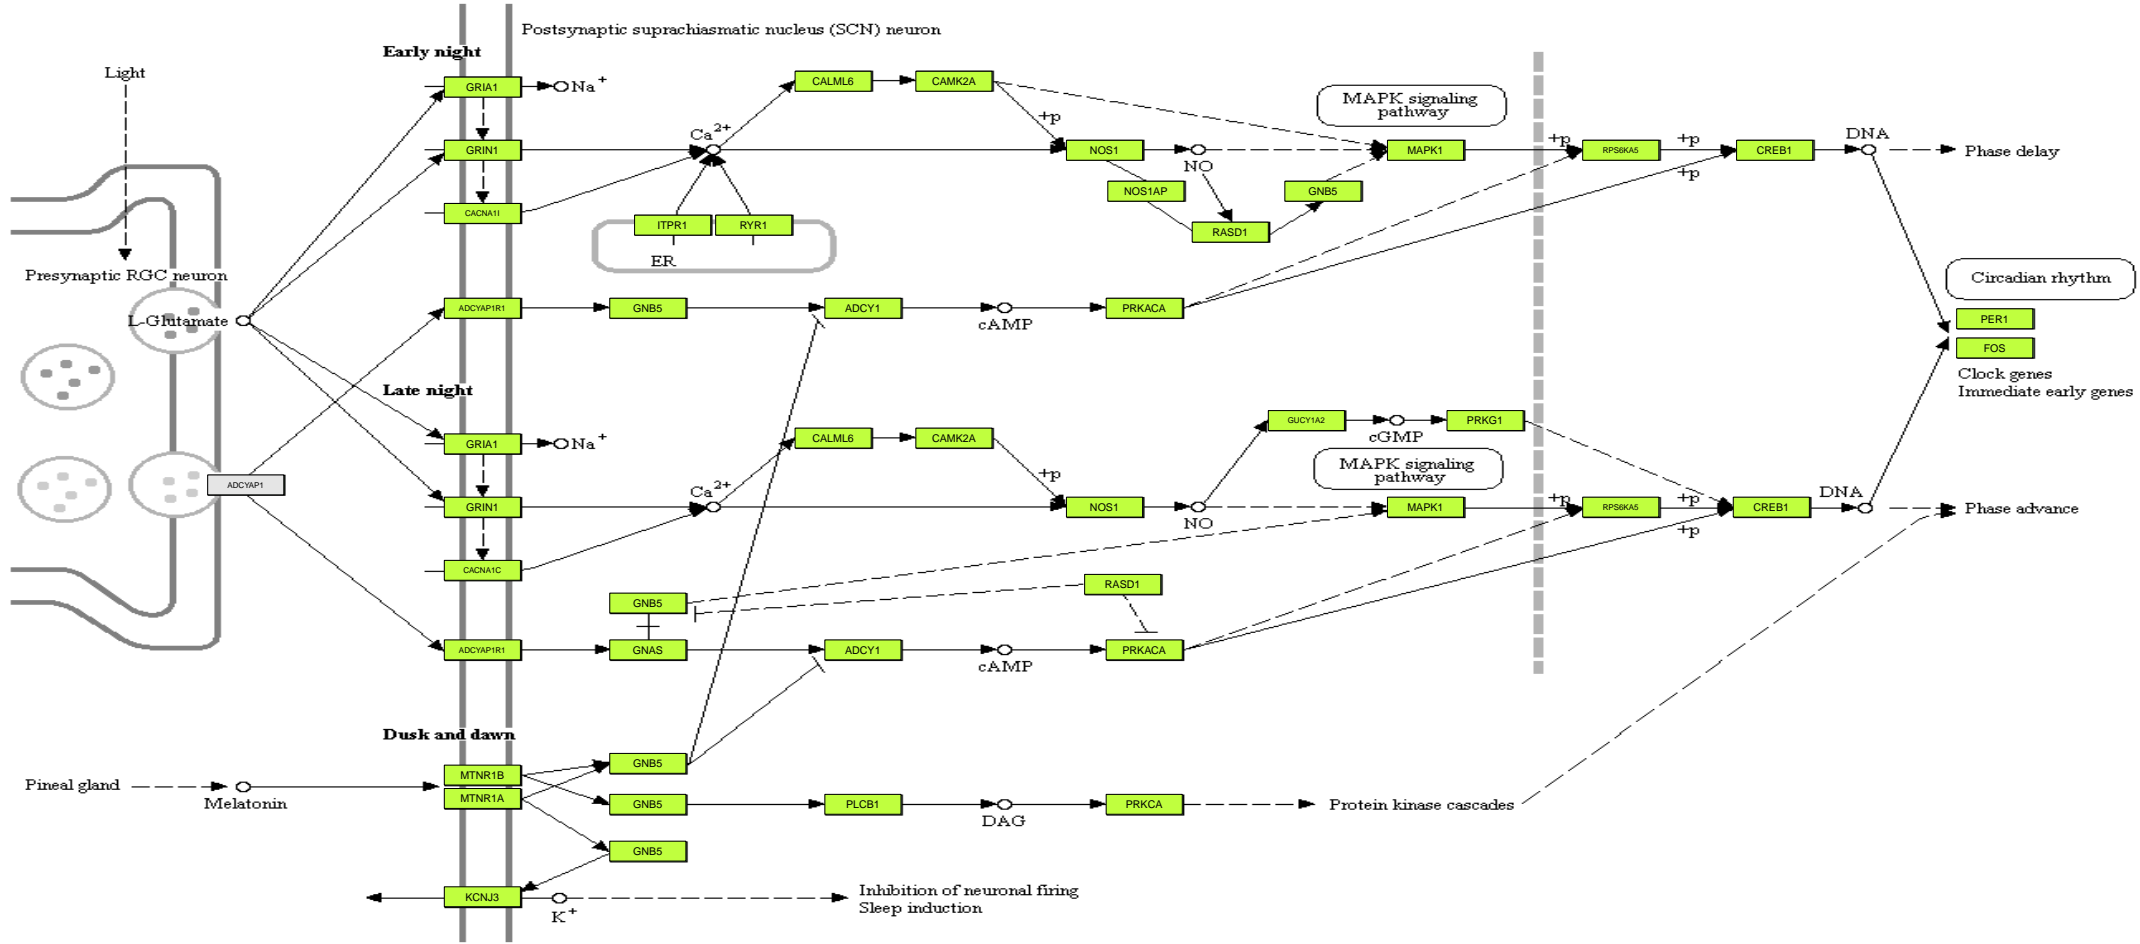 Postsynaptic suprachiasmatic nucleus (SCN) neuron
Early night
Light
GRIA1
Na+
CALML6
CAMK2A
MAPK signaling
pathway
+p
Ca2+
GRIN1
NOS1
NO
MAPK1
+p
RPS6KA5
+p
CREB1
DNA
Phase delay
+p
NOS1AP
GNB5
CACNA1I
ITPR1
RYR1
RASD1
ER
Presynaptic RGC neuron
Circadian rhythm
L-Glutamate
ADCYAP1R1
GNB5
ADCY1
cAMP
PRKACA
PER1
FOS
Clock genes
Immediate early genes
Late night
GRIA1
Na+
CALML6
CAMK2A
GUCY1A2
cGMP
PRKG1
MAPK signaling
pathway
+p
ADCYAP1
Ca2+
GRIN1
NOS1
NO
MAPK1
+p
RPS6KA5
+p
CREB1
DNA
Phase advance
+p
CACNA1C
RASD1
GNB5
ADCYAP1R1
GNAS
ADCY1
cAMP
PRKACA
Dusk and dawn
GNB5
MTNR1B
Pineal gland
Melatonin
MTNR1A
GNB5
PLCB1
DAG
PRKCA
Protein kinase cascades
GNB5
KCNJ3
K+
Inhibition of neuronal firing
Sleep induction